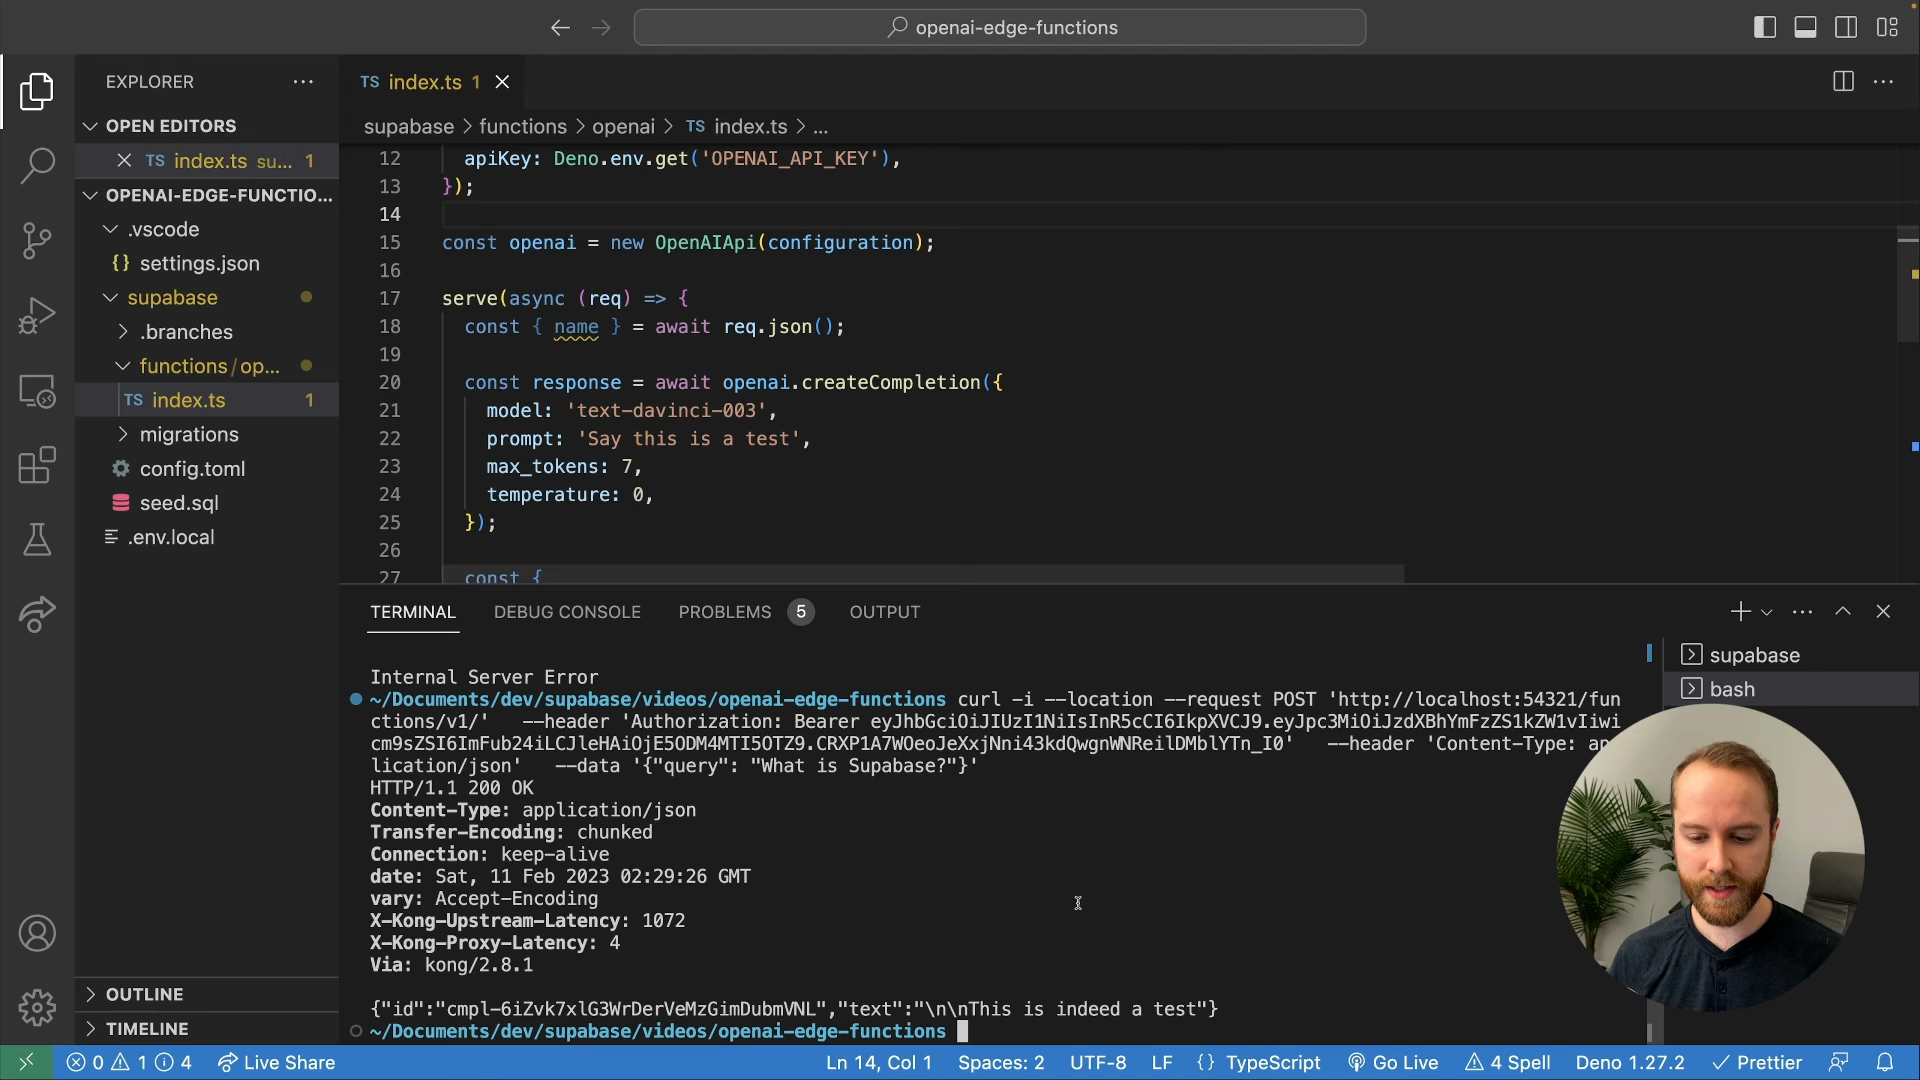 openai-edge-functions
EXPLORER
TS index.ts 1
OPEN EDITORS
TS index.ts su... 1
OPENAI-EDGE-FUNCTIO...
.vscode
{} settings.json
supabase
.branches
functions/op...
TS index.ts 1
migrations
config.toml
seed.sql
.env.local
OUTLINE
TIMELINE
supabase > functions > openai > TS index.ts > ...
12 apiKey: Deno.env.get('OPENAI_API_KEY'),
13 });
14
15 const openai = new OpenAIApi(configuration);
16
17 serve(async (req) => {
18 const { name } = await req.json();
19
20 const response = await openai.createCompletion({
21 model: 'text-davinci-003',
22 prompt: 'Say this is a test',
23 max_tokens: 7,
24 temperature: 0,
25 });
26
27 const {
TERMINAL DEBUG CONSOLE PROBLEMS 5 OUTPUT
supabase
bash
Internal Server Error
~/Documents/dev/supabase/videos/openai-edge-functions curl -i --location --request POST 'http://localhost:54321/fun
ctions/v1/' --header 'Authorization: Bearer eyJhbGciOiJIUzI1NiIsInR5cCI6IkpXVCJ9.eyJpc3MiOiJzdXBhYmFzZS1kZW1vIiwi
cm9sZSI6ImFub24iLCJleHAiOjE5ODM4MTI5OTZ9.CRXP1A7WOeoJeXxjNni43kdQwgnWNReilDMblYTn_I0' --header 'Content-Type: ap
lication/json' --data '{"query": "What is Supabase?"}'
HTTP/1.1 200 OK
Content-Type: application/json
Transfer-Encoding: chunked
Connection: keep-alive
date: Sat, 11 Feb 2023 02:29:26 GMT
vary: Accept-Encoding
X-Kong-Upstream-Latency: 1072
X-Kong-Proxy-Latency: 4
Via: kong/2.8.1
{"id":"cmpl-6iZvk7xlG3WrDerVeMzGimDubmVNL","text":"\n\nThis is indeed a test"}
~/Documents/dev/supabase/videos/openai-edge-functions
0 1 4 Live Share Ln 14, Col 1 Spaces: 2 UTF-8 LF {} TypeScript Go Live 4 Spell Deno 1.27.2 Prettier